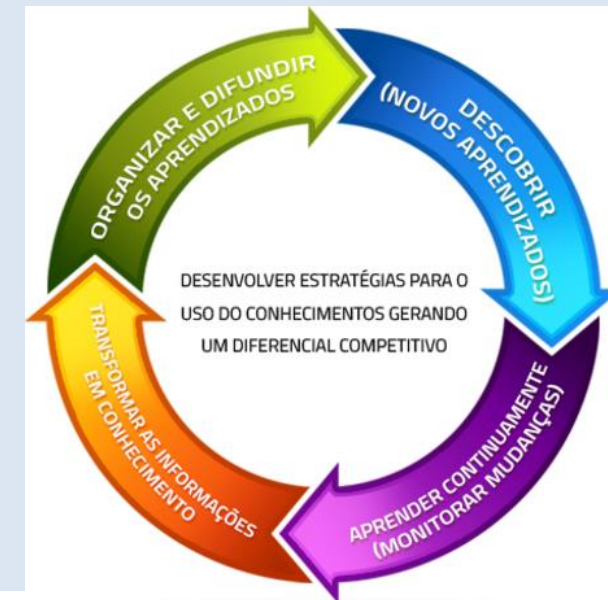 ORGANIZAR E DIFUNDIR
OS APRENDIZADOS
DESCOBRIR
(NOVOS APRENDIZADOS)
DESENVOLVER ESTRATÉGIAS PARA O
USO DO CONHECIMENTOS GERANDO
UM DIFERENCIAL COMPETITIVO
APRENDER CONTINUAMENTE
(MONITORAR MUDANÇAS)
TRANSFORMAR AS INFORMAÇÕES
EM CONHECIMENTO